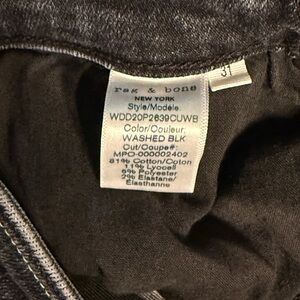 rag & bone
NEW YORK
Style/Modele:
WDD20P2639CUWB
Color/Couleur:
WASHED BLK
Cut/Coupe#:
MPO-000002402
81% Cotton/Coton
11% Lyocell
6% Polyester
2% Elastane/
Elasthanne
31